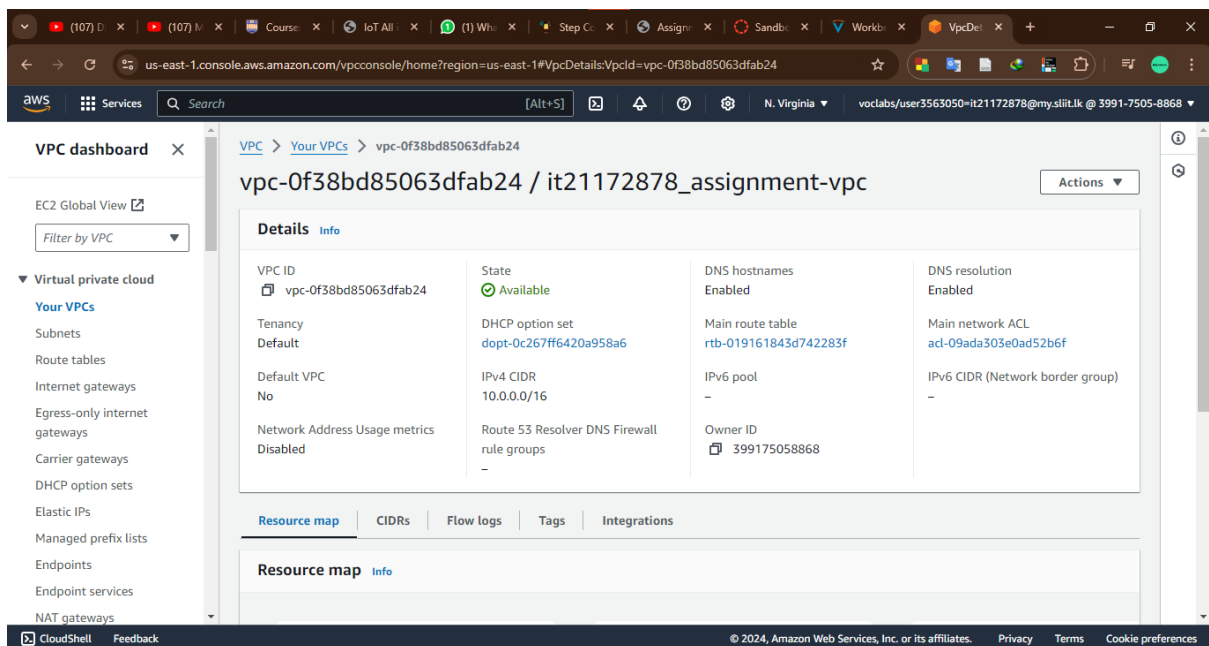 (107) D
(107) M
Course:
IoT All
(1) Wha
Step Co
Assignn
Sandbo
Workbe
VpcDet
us-east-1.console.aws.amazon.com/vpcconsole/home?region=us-east-1#VpcDetails:VpcId=vpc-0f38bd85063dfab24
aws Services Search [Alt+S] N. Virginia ▼ voclabs/user3563050=it21172878@my.sliit.lk @ 3991-7505-8868 ▼
VPC dashboard
EC2 Global View
Filter by VPC
Virtual private cloud
Your VPCs
Subnets
Route tables
Internet gateways
Egress-only internet
gateways
Carrier gateways
DHCP option sets
Elastic IPs
Managed prefix lists
Endpoints
Endpoint services
NAT gateways
VPC > Your VPCs > vpc-0f38bd85063dfab24
vpc-0f38bd85063dfab24 / it21172878_assignment-vpc
Actions ▼
Details Info
VPC ID
vpc-0f38bd85063dfab24
State
Available
DNS hostnames
Enabled
DNS resolution
Enabled
Tenancy
Default
DHCP option set
dopt-0c267ff6420a958a6
Main route table
rtb-019161843d742283f
Main network ACL
acl-09ada303e0ad52b6f
Default VPC
No
IPv4 CIDR
10.0.0.0/16
IPv6 pool
–
IPv6 CIDR (Network border group)
–
Network Address Usage metrics
Disabled
Route 53 Resolver DNS Firewall
rule groups
–
Owner ID
399175058868
Resource map
CIDRs
Flow logs
Tags
Integrations
Resource map Info
CloudShell Feedback © 2024, Amazon Web Services, Inc. or its affiliates. Privacy Terms Cookie preferences